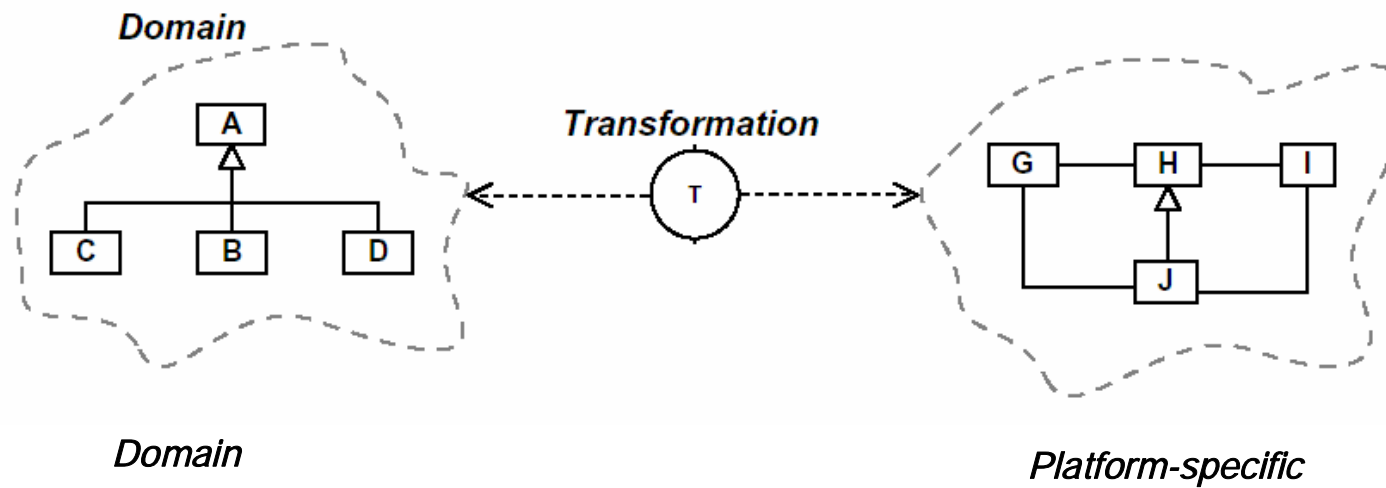 Domain
A
Transformation
G H I
T
C B D
J
Domain
Platform-specific